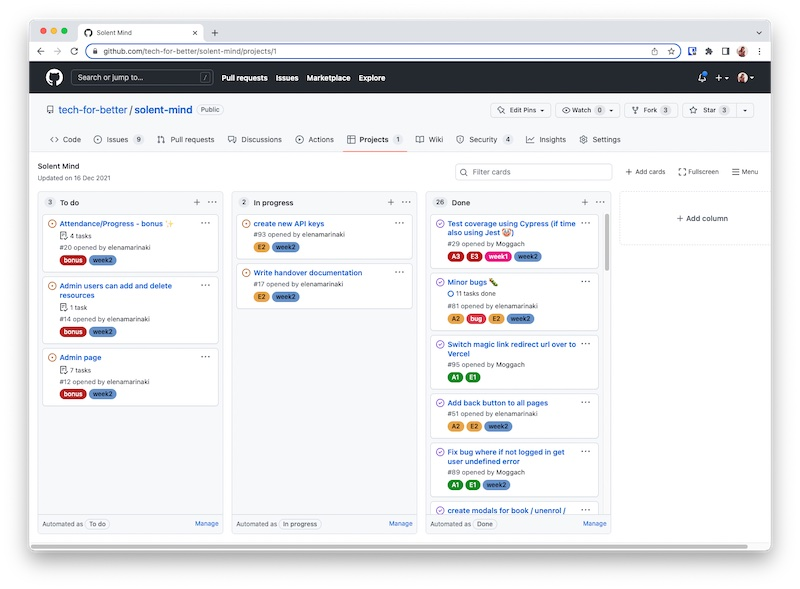 Solent Mind
github.com/tech-for-better/solent-mind/projects/1
Search or jump to...
/
Pull requests
Issues
Marketplace
Explore
tech-for-better / solent-mind
Public
Edit Pins
Watch 0
Fork 3
Star 3
Code
Issues 9
Pull requests
Discussions
Actions
Projects 1
Wiki
Security 4
Insights
Settings
Solent Mind
Updated on 16 Dec 2021
Filter cards
Add cards
Fullscreen
Menu
3 To do
Attendance/Progress - bonus ✨
4 tasks
#20 opened by elenamarinaki
bonus week2
Admin users can add and delete
resources
1 task
#14 opened by elenamarinaki
bonus week2
Admin page
7 tasks
#12 opened by elenamarinaki
bonus week2
Automated as To do
Manage
2 In progress
create new API keys
#93 opened by elenamarinaki
E2 week2
Write handover documentation
#17 opened by elenamarinaki
E2 week2
Automated as In progress
Manage
26 Done
Test coverage using Cypress (if time
also using Jest 🤡)
#29 opened by Moggach
A3 E3 week1 week2
Minor bugs 🐛
11 tasks done
#81 opened by elenamarinaki
A2 bug E2 week2
Switch magic link redirect url over to
Vercel
#95 opened by Moggach
A1 E1
Add back button to all pages
#51 opened by elenamarinaki
A2 E2 week2
Fix bug where if not logged in get
user undefined error
#89 opened by Moggach
A1 E1 week2
create modals for book / unenrol /
Automated as Done
Manage
Add column